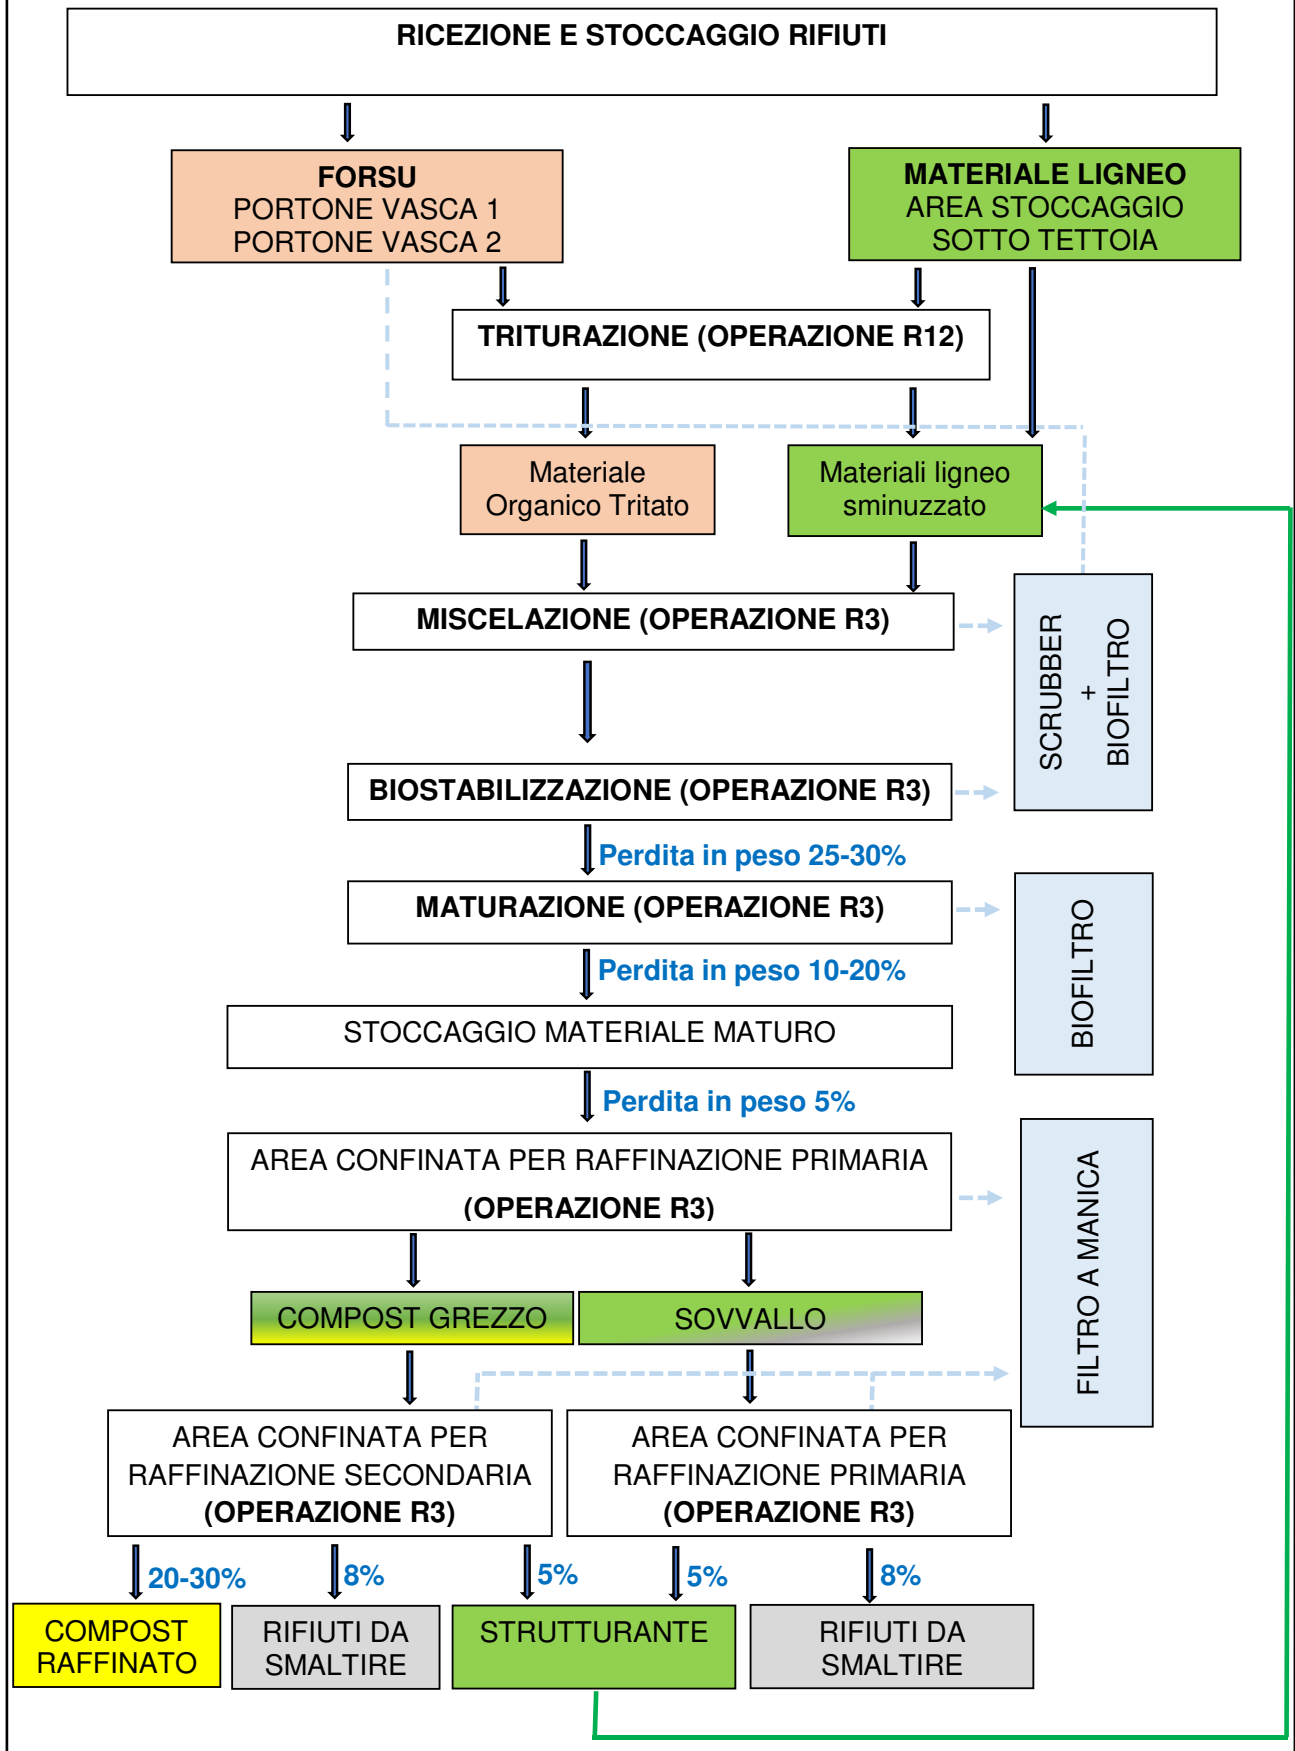 RICEZIONE E STOCCAGGIO RIFIUTI
FORSU
PORTONE VASCA 1
PORTONE VASCA 2
MATERIALE LIGNEO
AREA STOCCAGGIO
SOTTO TETTOIA
TRITURAZIONE (OPERAZIONE R12)
Materiale
Organico Tritato
Materiali ligneo
sminuzzato
MISCELAZIONE (OPERAZIONE R3)
SCRUBBER
+
BIOFILTRO
BIOSTABILIZZAZIONE (OPERAZIONE R3)
Perdita in peso 25-30%
MATURAZIONE (OPERAZIONE R3)
BIOFILTRO
Perdita in peso 10-20%
STOCCAGGIO MATERIALE MATURO
Perdita in peso 5%
AREA CONFINATA PER RAFFINAZIONE PRIMARIA
(OPERAZIONE R3)
FILTRO A MANICA
COMPOST GREZZO
SOVVALLO
AREA CONFINATA PER
RAFFINAZIONE SECONDARIA
(OPERAZIONE R3)
AREA CONFINATA PER
RAFFINAZIONE PRIMARIA
(OPERAZIONE R3)
20-30%
8%
5%
5%
8%
COMPOST
RAFFINATO
RIFIUTI DA
SMALTIRE
STRUTTURANTE
RIFIUTI DA
SMALTIRE